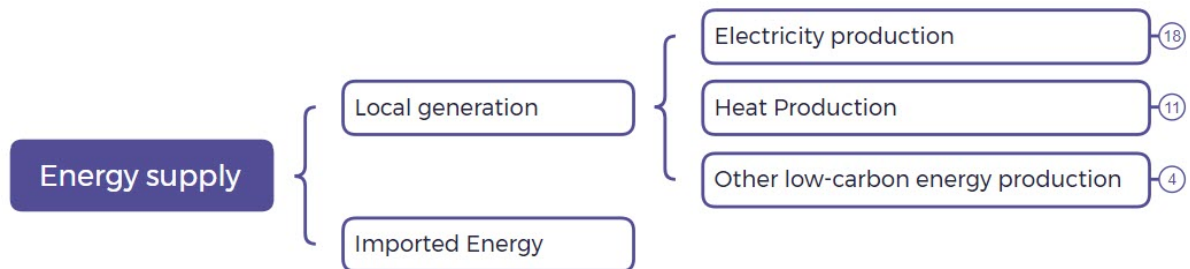 Energy supply
Local generation
Electricity production
18
Heat Production
11
Other low-carbon energy production
4
Imported Energy